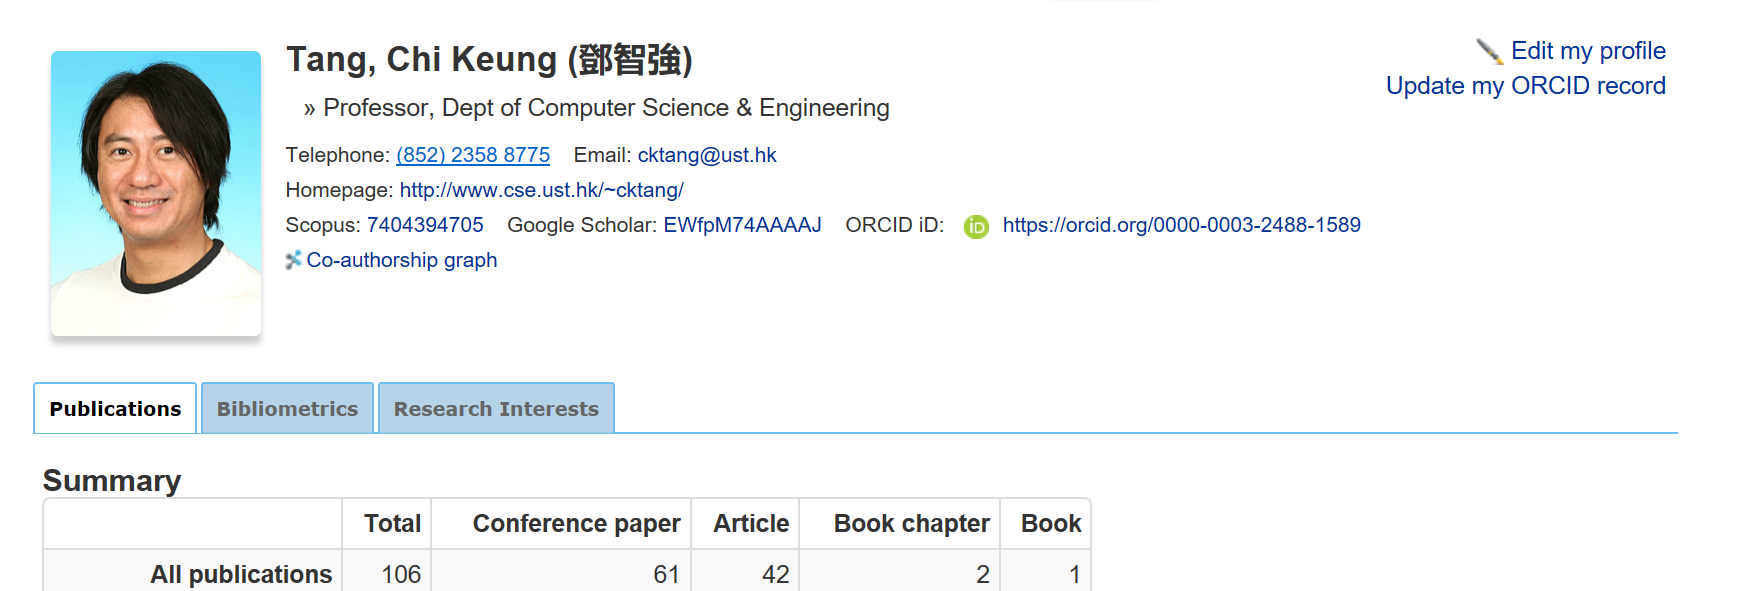 Tang, Chi Keung (鄧智強)
» Professor, Dept of Computer Science & Engineering
Edit my profile
Update my ORCID record
Telephone: (852) 2358 8775 Email: cktang@ust.hk
Homepage: http://www.cse.ust.hk/~cktang/
Scopus: 7404394705 Google Scholar: EWfpM74AAAAJ ORCID iD: iD https://orcid.org/0000-0003-2488-1589
Co-authorship graph
Publications Bibliometrics Research Interests
Summary
Total Conference paper Article Book chapter Book
All publications 106 61 42 2 1